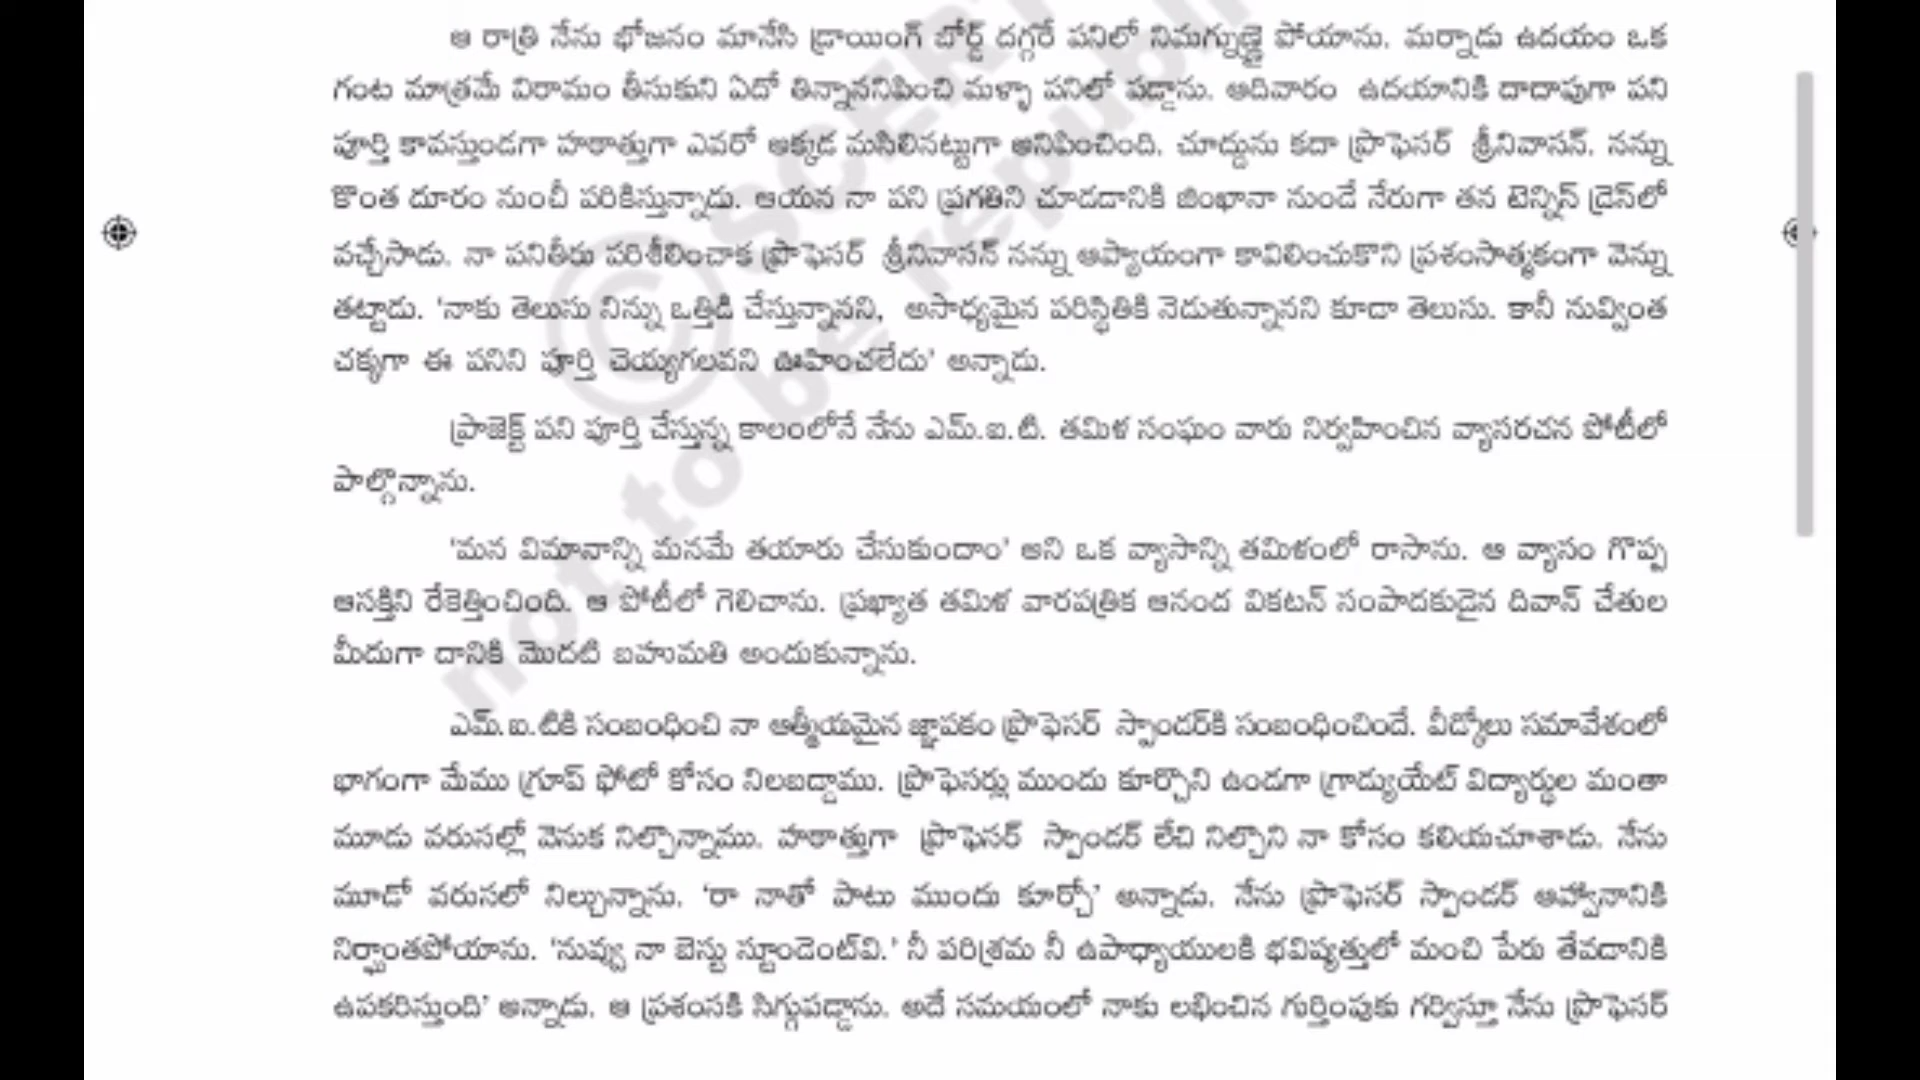 ఆ రాత్రి నేను భోజనం మానేసి డ్రాయింగ్ బోర్డ్ దగ్గరే పనిలో నిమగ్నుణ్ణై పోయాను. మర్నాడు ఉదయం ఒక
గంట మాత్రమే విరామం తీసుకుని ఏదో తిన్నాననిపించి మళ్ళా పనిలో పడ్డాను. ఆదివారం ఉదయానికి దాదాపుగా పని
పూర్తి కావస్తుండగా హఠాత్తుగా ఎవరో అక్కడ మసిలినట్టుగా అనిపించింది. చూద్దును కదా ప్రొఫెసర్ శ్రీనివాసన్. నన్ను
కొంత దూరం నుంచీ పరికిస్తున్నాడు. ఆయన నా పని ప్రగతిని చూడడానికి జింఖానా నుండే నేరుగా తన టెన్నిస్ డ్రెస్‌లో
వచ్చేసాడు. నా పనితీరు పరిశీలించాక ప్రొఫెసర్ శ్రీనివాసన్ నన్ను ఆప్యాయంగా కావిలించుకొని ప్రశంసాత్మకంగా వెన్ను
తట్టాడు. 'నాకు తెలుసు నిన్ను ఒత్తిడి చేస్తున్నానని, అసాధ్యమైన పరిస్థితికి నెడుతున్నానని కూడా తెలుసు. కానీ నువ్వింత
చక్కగా ఈ పనిని పూర్తి చెయ్యగలవని ఊహించలేదు' అన్నాడు.
ప్రాజెక్ట్ పని పూర్తి చేస్తున్న కాలంలోనే నేను ఎమ్.ఐ.టి. తమిళ సంఘం వారు నిర్వహించిన వ్యాసరచన పోటీలో
పాల్గొన్నాను.
'మన విమానాన్ని మనమే తయారు చేసుకుందాం' అని ఒక వ్యాసాన్ని తమిళంలో రాసాను. ఆ వ్యాసం గొప్ప
ఆసక్తిని రేకెత్తించింది. ఆ పోటీలో గెలిచాను. ప్రఖ్యాత తమిళ వారపత్రిక ఆనంద వికటన్ సంపాదకుడైన దివాన్ చేతుల
మీదుగా దానికి మొదటి బహుమతి అందుకున్నాను.
ఎమ్.ఐ.టికి సంబంధించి నా ఆత్మీయమైన జ్ఞాపకం ప్రొఫెసర్ స్పాండర్‌కి సంబంధించిందే. వీడ్కోలు సమావేశంలో
భాగంగా మేము గ్రూప్ ఫోటో కోసం నిలబడ్డాము. ప్రొఫెసర్లు ముందు కూర్చొని ఉండగా గ్రాడ్యుయేట్ విద్యార్థుల మంతా
మూడు వరుసల్లో వెనుక నిల్చొన్నాము. హఠాత్తుగా ప్రొఫెసర్ స్పాండర్ లేచి నిల్చొని నా కోసం కలియచూశాడు. నేను
మూడో వరుసలో నిల్చున్నాను. 'రా నాతో పాటు ముందు కూర్చో' అన్నాడు. నేను ప్రొఫెసర్ స్పాండర్ ఆహ్వానానికి
నిర్ఘాంతపోయాను. 'నువ్వు నా బెస్టు స్టూండెంట్‌వి.' నీ పరిశ్రమ నీ ఉపాధ్యాయులకి భవిష్యత్తులో మంచి పేరు తేవడానికి
ఉపకరిస్తుంది' అన్నాడు. ఆ ప్రశంసకి సిగ్గుపడ్డాను. అదే సమయంలో నాకు లభించిన గుర్తింపుకు గర్విస్తూ నేను ప్రొఫెసర్
© SCERT
not to be republi